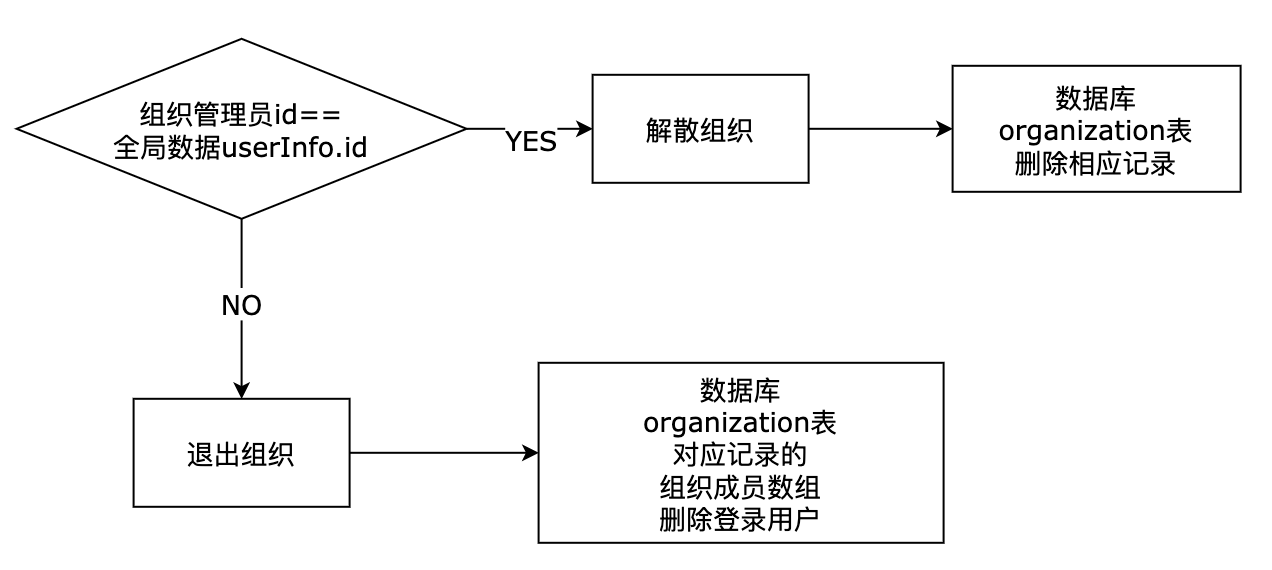 组织管理员id==
全局数据userInfo.id
YES
解散组织
数据库
organization表
删除相应记录
NO
退出组织
数据库
organization表
对应记录的
组织成员数组
删除登录用户